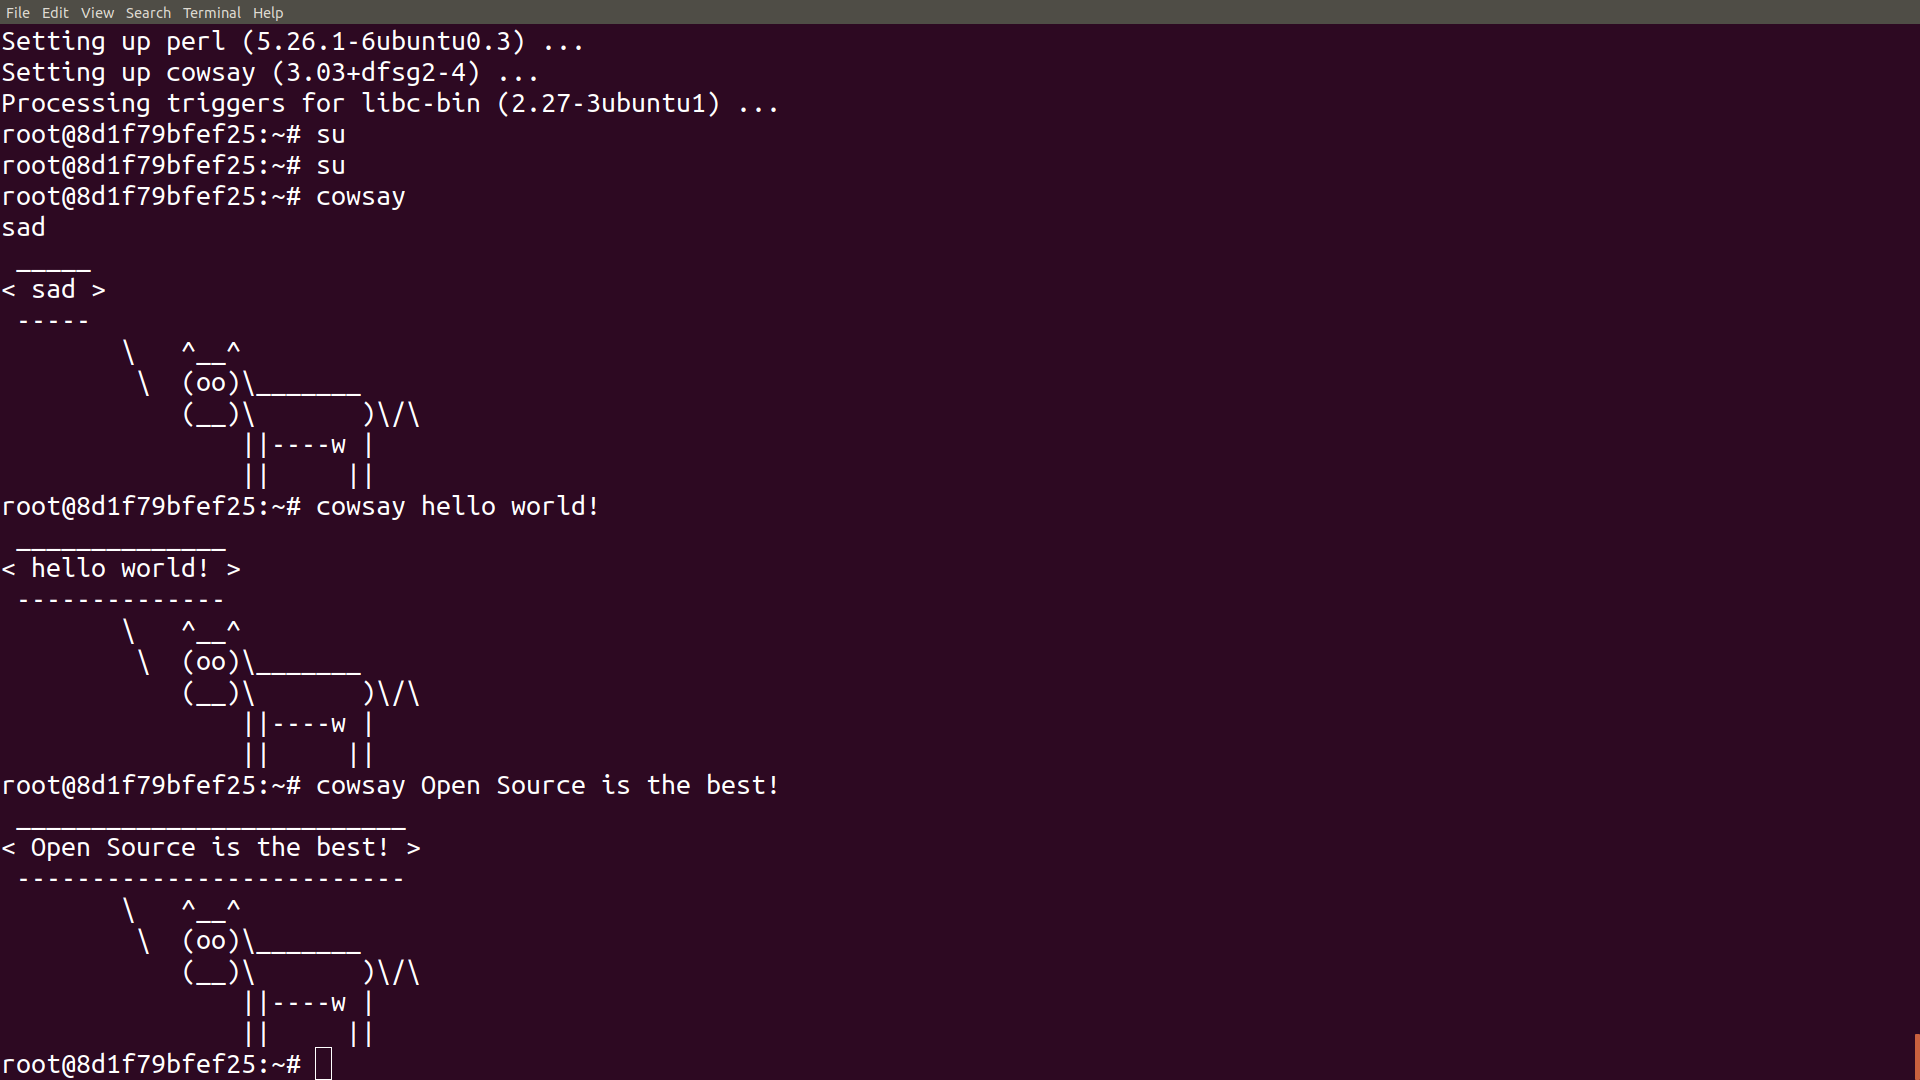 File Edit View Search Terminal Help
Setting up perl (5.26.1-6ubuntu0.3) ...
Setting up cowsay (3.03+dfsg2-4) ...
Processing triggers for libc-bin (2.27-3ubuntu1) ...
root@8d1f79bfef25:~# su
root@8d1f79bfef25:~# su
root@8d1f79bfef25:~# cowsay
sad
 _____
< sad >
 -----
        \   ^__^
         \  (oo)\_______
            (__)\       )\/\
                ||----w |
                ||     ||
root@8d1f79bfef25:~# cowsay hello world!
 ______________
< hello world! >
 --------------
        \   ^__^
         \  (oo)\_______
            (__)\       )\/\
                ||----w |
                ||     ||
root@8d1f79bfef25:~# cowsay Open Source is the best!
 __________________________
< Open Source is the best! >
 --------------------------
        \   ^__^
         \  (oo)\_______
            (__)\       )\/\
                ||----w |
                ||     ||
root@8d1f79bfef25:~#